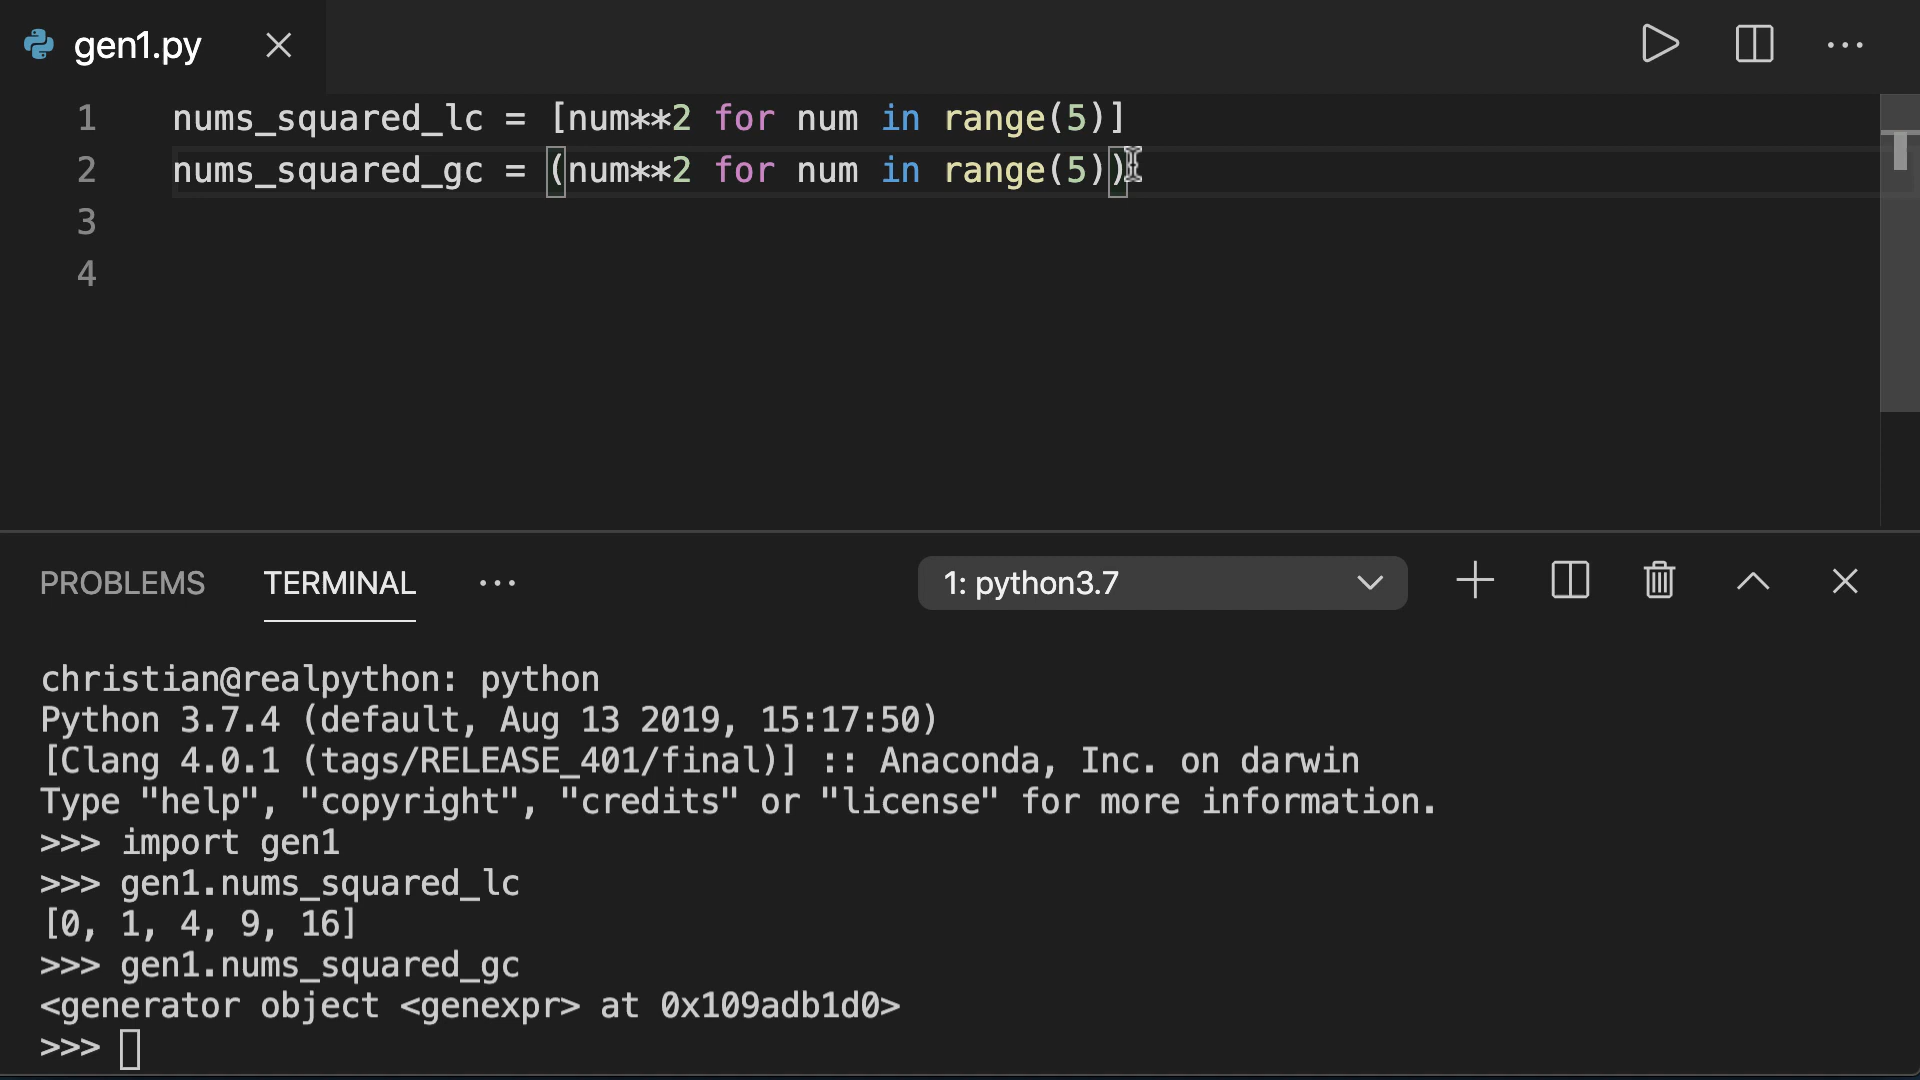 gen1.py
1 nums_squared_lc = [num**2 for num in range(5)]
2 nums_squared_gc = (num**2 for num in range(5))
3
4
PROBLEMS TERMINAL ··· 1: python3.7
christian@realpython: python
Python 3.7.4 (default, Aug 13 2019, 15:17:50)
[Clang 4.0.1 (tags/RELEASE_401/final)] :: Anaconda, Inc. on darwin
Type "help", "copyright", "credits" or "license" for more information.
>>> import gen1
>>> gen1.nums_squared_lc
[0, 1, 4, 9, 16]
>>> gen1.nums_squared_gc
<generator object <genexpr> at 0x109adb1d0>
>>>